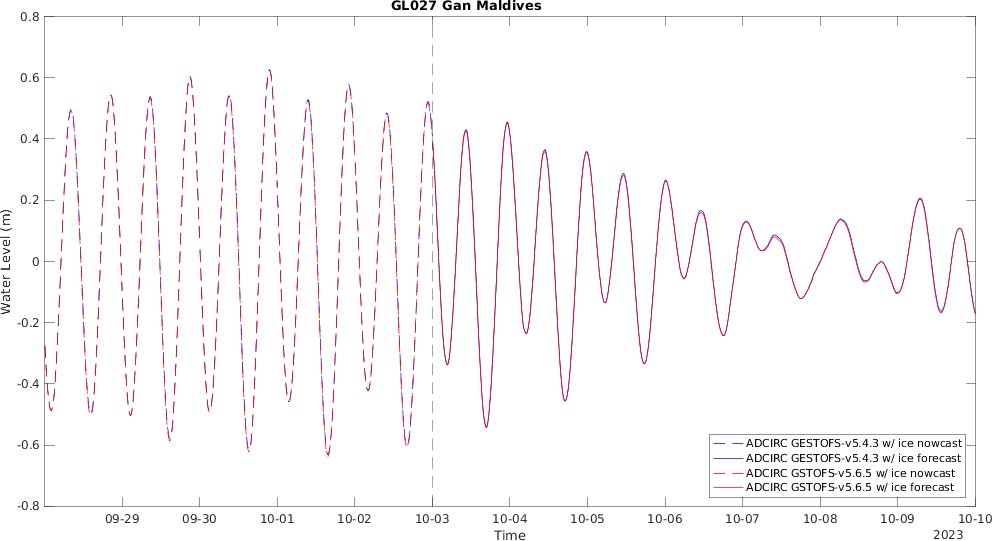 GL027 Gan Maldives
0.8
0.6
0.4
0.2
0
-0.2
-0.4
-0.6
-0.8
Water Level (m)
ADCIRC GESTOFS-v5.4.3 w/ ice nowcast
ADCIRC GESTOFS-v5.4.3 w/ ice forecast
ADCIRC GSTOFS-v5.6.5 w/ ice nowcast
ADCIRC GSTOFS-v5.6.5 w/ ice forecast
09-29 09-30 10-01 10-02 10-03 10-04 10-05 10-06 10-07 10-08 10-09 10-10
Time
2023